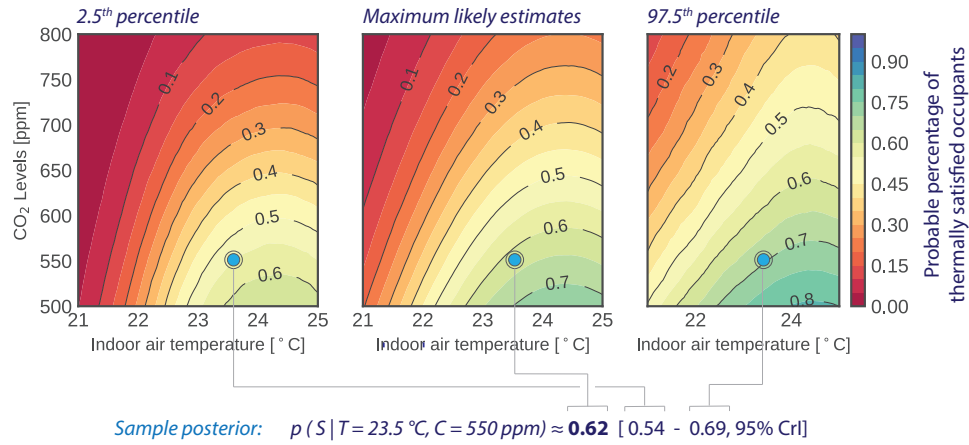 2.5th percentile
Maximum likely estimates
97.5th percentile
CO2 Levels [ppm]
800
750
700
650
600
550
500
0.1
0.2
0.3
0.4
0.5
0.6
21 22 23 24 25
Indoor air temperature [°C]
0.1
0.2
0.3
0.4
0.5
0.6
0.7
21 22 23 24 25
Indoor air temperature [°C]
0.2
0.3
0.4
0.5
0.6
0.7
0.8
22 24
Indoor air temperature [°C]
0.90
0.75
0.60
0.45
0.30
0.15
0.00
Probable percentage of
thermally satisfied occupants
Sample posterior: p ( S | T = 23.5 °C, C = 550 ppm) ≈ 0.62 [ 0.54 - 0.69, 95% CrI]